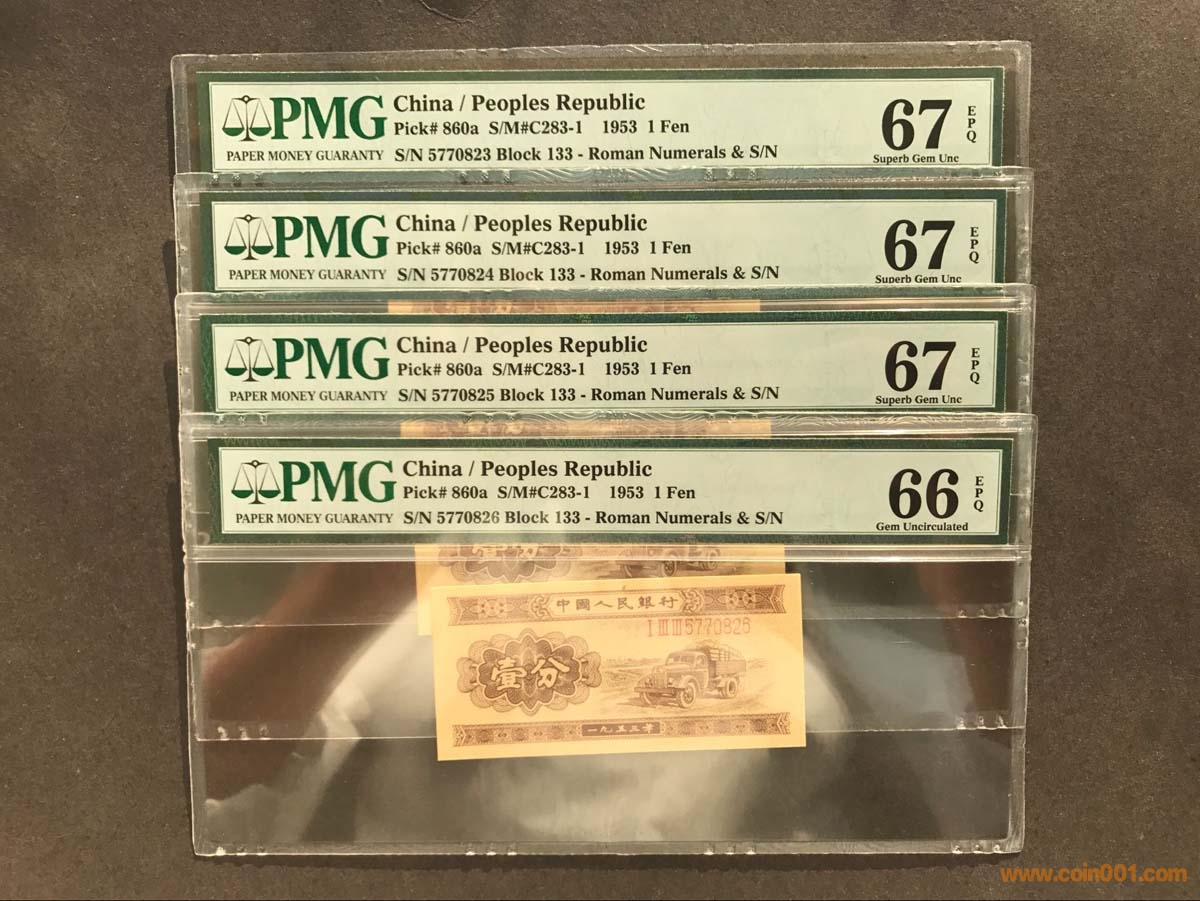 PMG
PAPER MONEY GUARANTY
China / Peoples Republic
Pick# 860a S/M#C283-1 1953 1 Fen
S/N 5770823 Block 133 - Roman Numerals & S/N
67 EPQ
Superb Gem Unc
PMG
PAPER MONEY GUARANTY
China / Peoples Republic
Pick# 860a S/M#C283-1 1953 1 Fen
S/N 5770824 Block 133 - Roman Numerals & S/N
67 EPQ
Superb Gem Unc
PMG
PAPER MONEY GUARANTY
China / Peoples Republic
Pick# 860a S/M#C283-1 1953 1 Fen
S/N 5770825 Block 133 - Roman Numerals & S/N
67 EPQ
Superb Gem Unc
PMG
PAPER MONEY GUARANTY
China / Peoples Republic
Pick# 860a S/M#C283-1 1953 1 Fen
S/N 5770826 Block 133 - Roman Numerals & S/N
66 EPQ
Gem Uncirculated
壹分
中國人民銀行
I III III 5770826
壹分
一九五三年
www.coin001.com